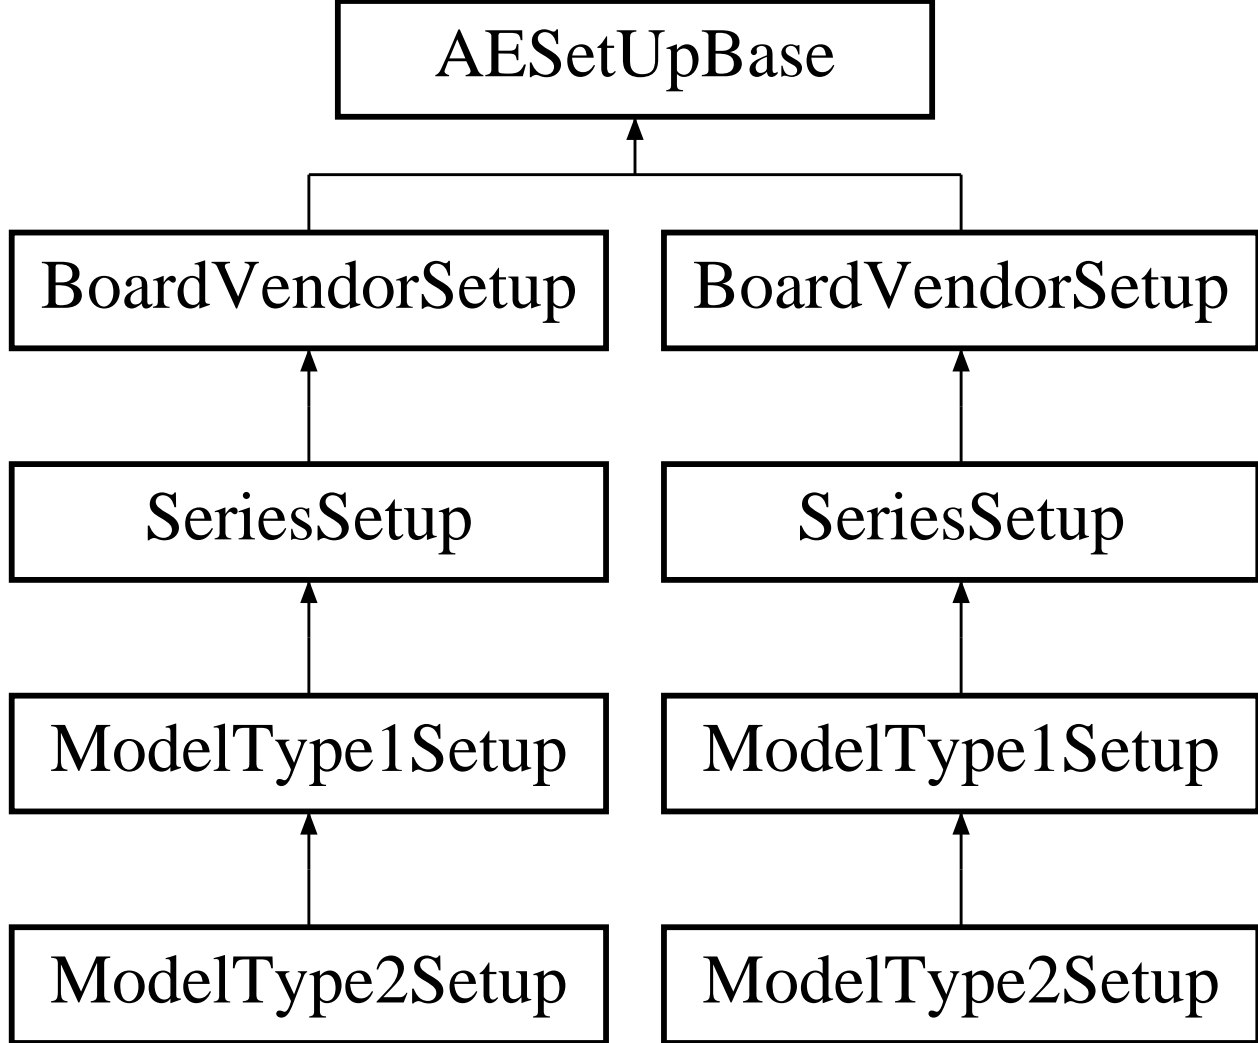 AESetUpBase
BoardVendorSetup BoardVendorSetup
SeriesSetup SeriesSetup
ModelType1Setup ModelType1Setup
ModelType2Setup ModelType2Setup